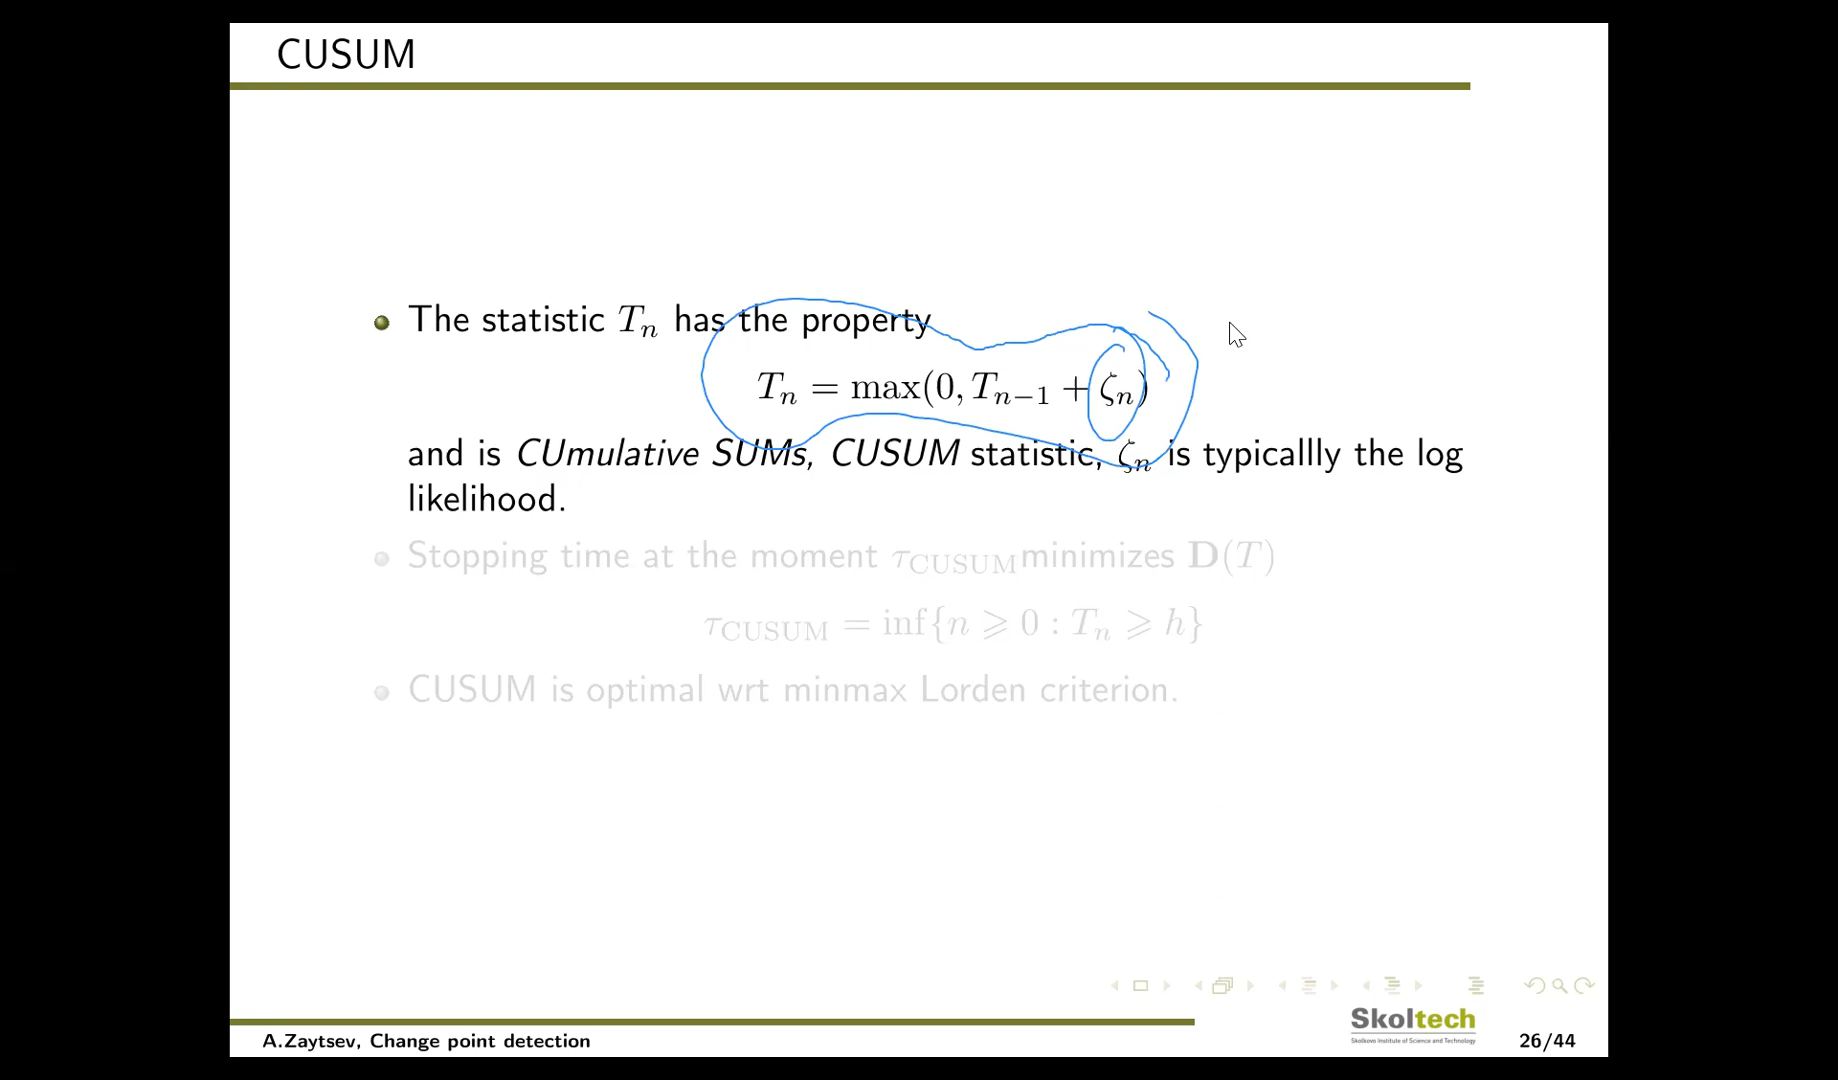 CUSUM
The statistic Tₙ has the property
Tₙ = max(0, Tₙ₋₁ + ζₙ)
and is CUmulative SUMs, CUSUM statistic, ζₙ is typicallly the log
likelihood.
Stopping time at the moment τ_CUSUM minimizes D(T)
τ_CUSUM = inf{n ⩾ 0 : Tₙ ⩾ h}
CUSUM is optimal wrt minmax Lorden criterion.
Skoltech
Skolkovo Institute of Science and Technology
A.Zaytsev, Change point detection
26/44